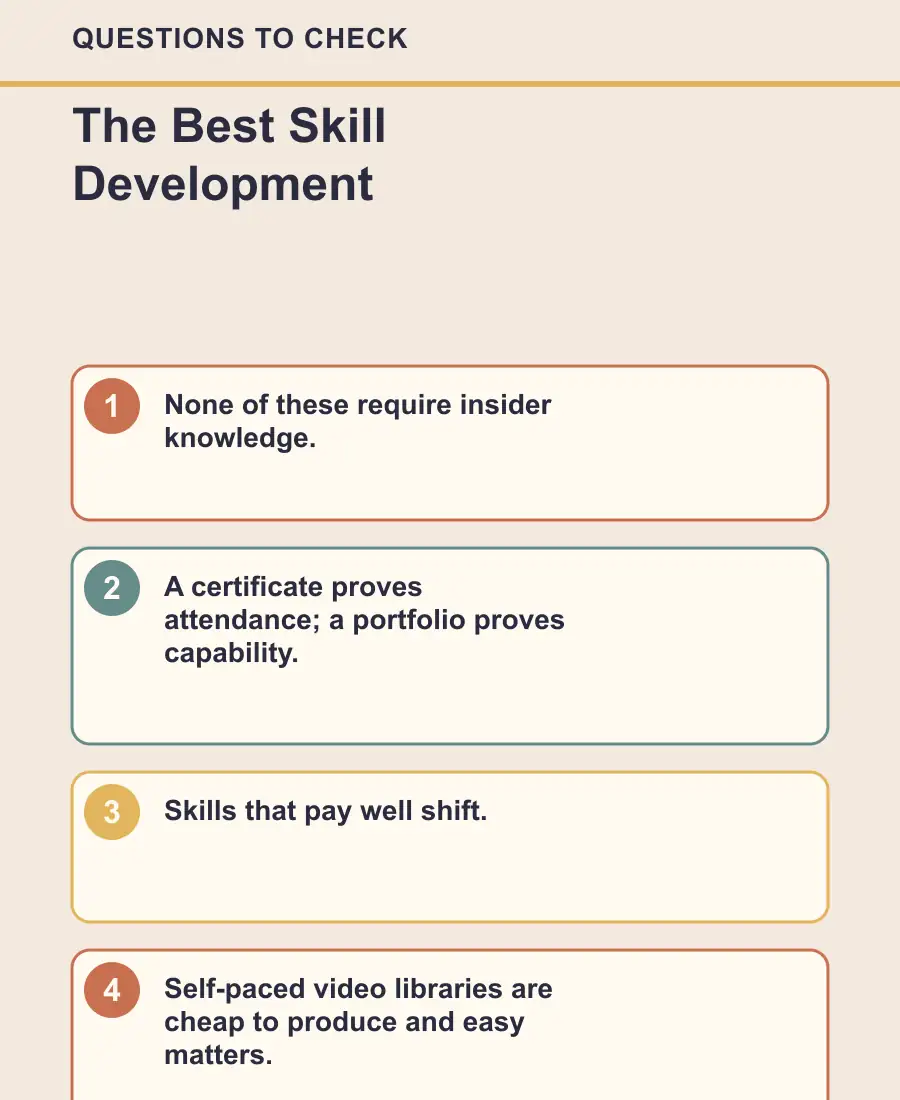 QUESTIONS TO CHECK
The Best Skill
Development
1
None of these require insider
knowledge.
2
A certificate proves
attendance; a portfolio proves
capability.
3
Skills that pay well shift.
4
Self-paced video libraries are
cheap to produce and easy
matters.